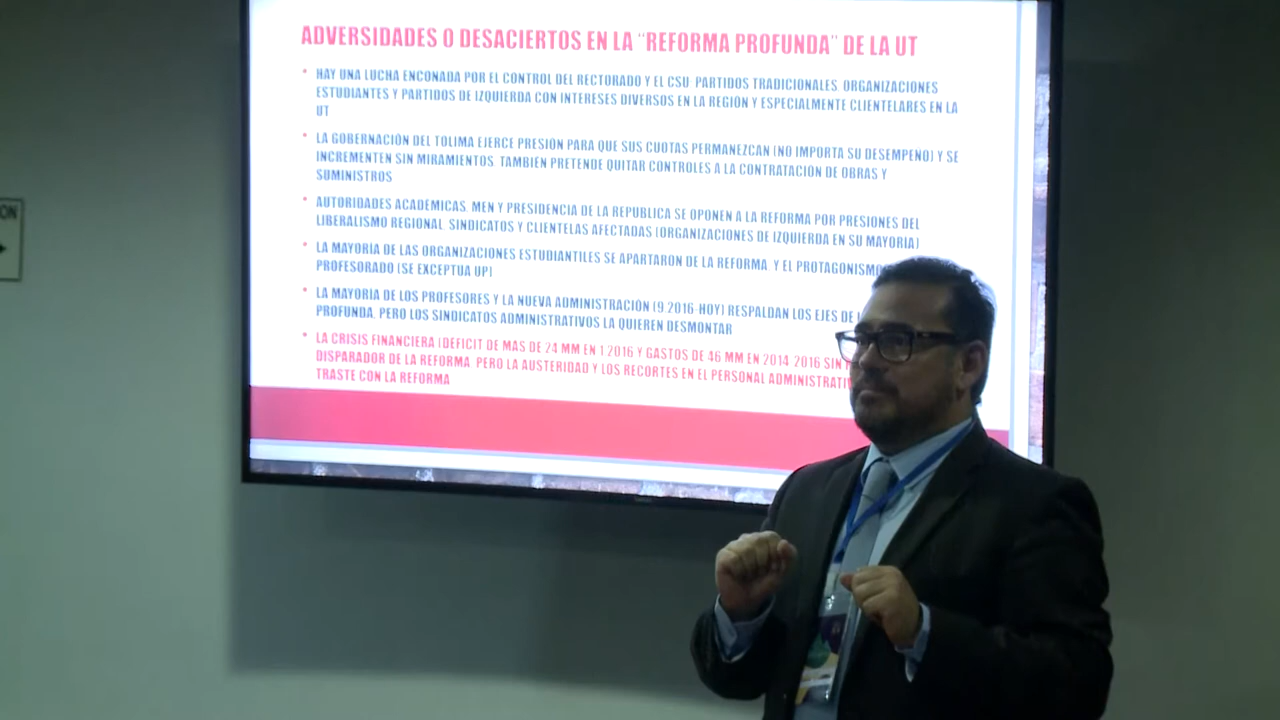 ADVERSIDADES O DESACIERTOS EN LA "REFORMA PROFUNDA" DE LA UT
• HAY UNA LUCHA ENCONADA POR EL CONTROL DEL RECTORADO Y EL CSU: PARTIDOS TRADICIONALES, ORGANIZACIONES
ESTUDIANTES Y PARTIDOS DE IZQUIERDA CON INTERESES DIVERSOS EN LA REGIÓN Y ESPECIALMENTE CLIENTELARES EN LA
UT
• LA GOBERNACIÓN DEL TOLIMA EJERCE PRESIÓN PARA QUE SUS CUOTAS PERMANEZCAN (NO IMPORTA SU DESEMPEÑO) Y SE
INCREMENTEN SIN MIRAMIENTOS. TAMBIÉN PRETENDE QUITAR CONTROLES A LA CONTRATACIÓN DE OBRAS Y
SUMINISTROS
• AUTORIDADES ACADÉMICAS, MEN Y PRESIDENCIA DE LA REPÚBLICA SE OPONEN A LA REFORMA POR PRESIONES DEL
LIBERALISMO REGIONAL, SINDICATOS Y CLIENTELAS AFECTADAS (ORGANIZACIONES DE IZQUIERDA EN SU MAYORÍA)
• LA MAYORÍA DE LAS ORGANIZACIONES ESTUDIANTILES SE APARTARON DE LA REFORMA, Y EL PROTAGONISMO
PROFESORADO (SE EXCEPTUA UP)
• LA MAYORÍA DE LOS PROFESORES Y LA NUEVA ADMINISTRACIÓN (9.2016-HOY) RESPALDAN LOS EJES DE
PROFUNDA, PERO LOS SINDICATOS ADMINISTRATIVOS LA QUIEREN DESMONTAR
• LA CRISIS FINANCIERA (DEFICIT DE MÁS DE 24 MM EN 1.2016 Y GASTOS DE 46 MM EN 2014-2016 SIN
DISPARADOR DE LA REFORMA, PERO LA AUSTERIDAD Y LOS RECORTES EN EL PERSONAL ADMINISTRATIV
TRASTE CON LA REFORMA